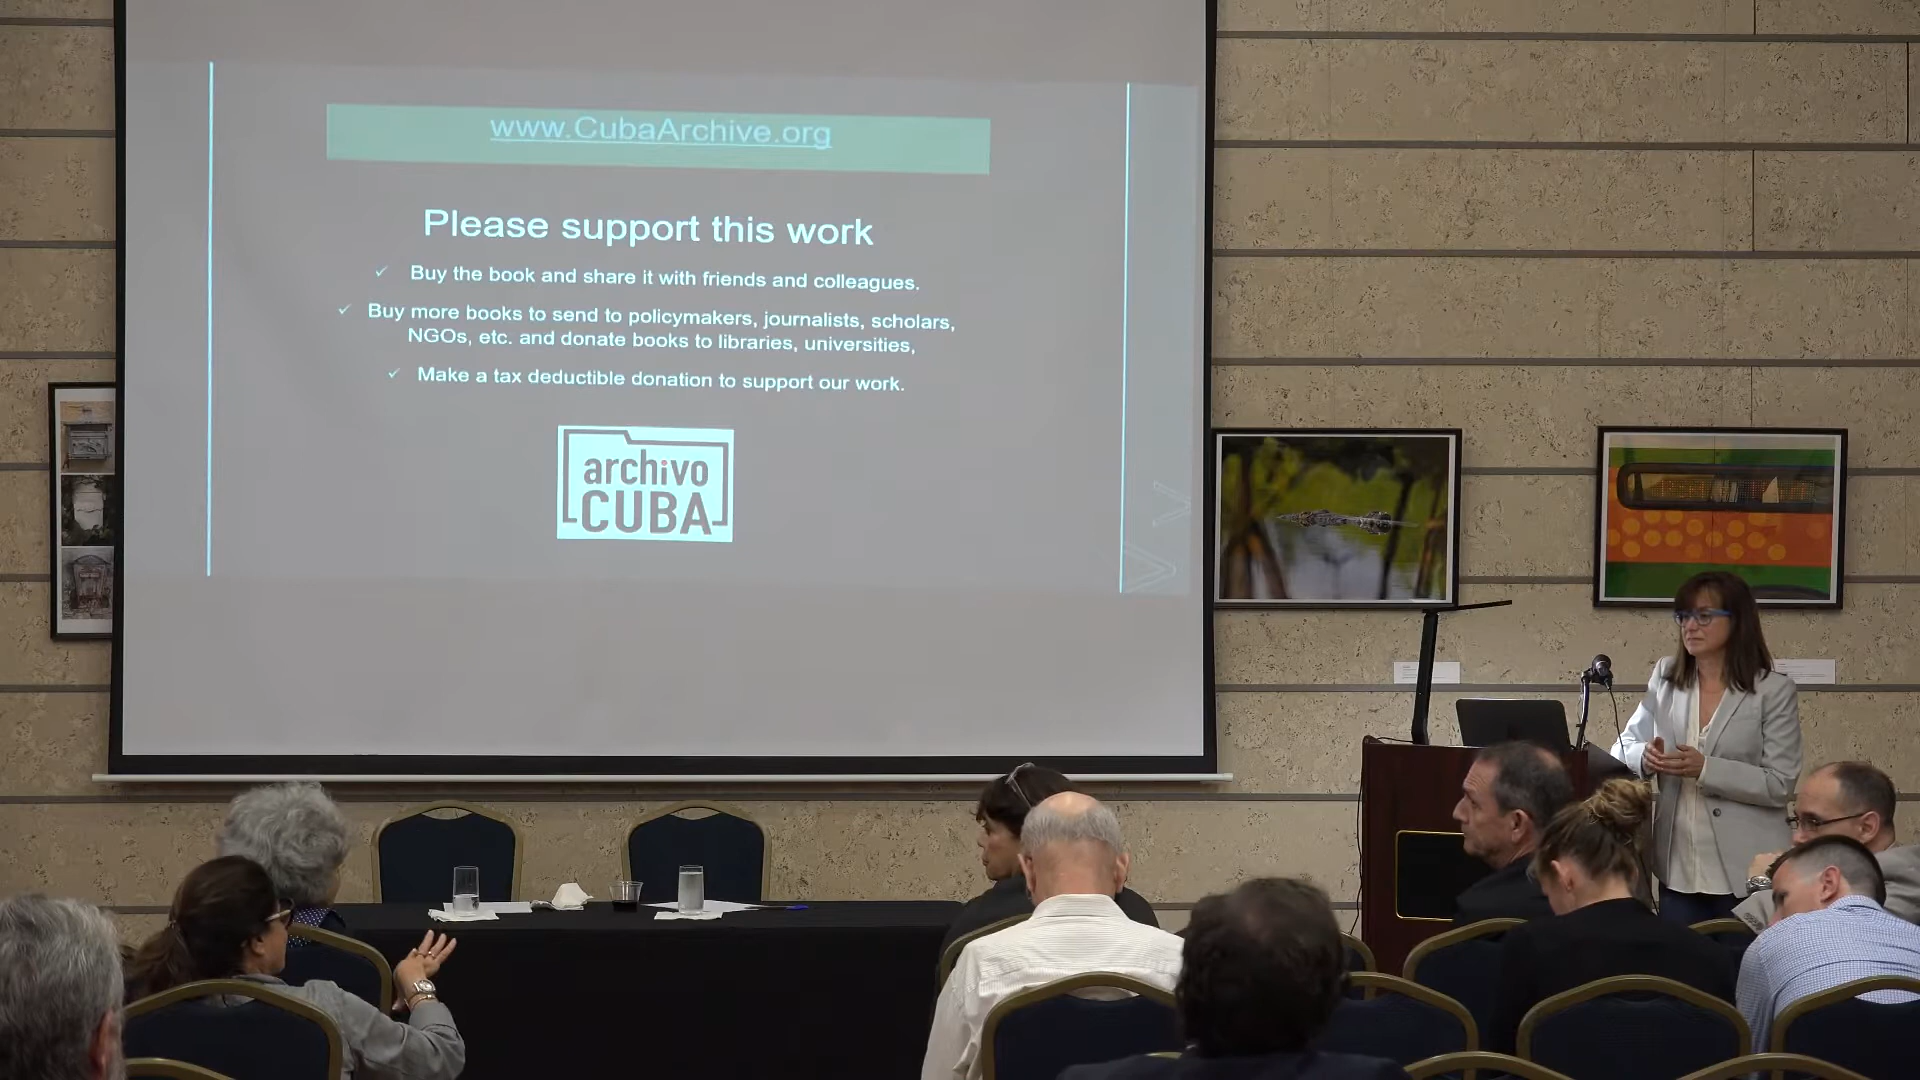 www.CubaArchive.org
Please support this work
✓ Buy the book and share it with friends and colleagues.
✓ Buy more books to send to policymakers, journalists, scholars,
NGOs, etc. and donate books to libraries, universities,
✓ Make a tax deductible donation to support our work.
archivo
CUBA